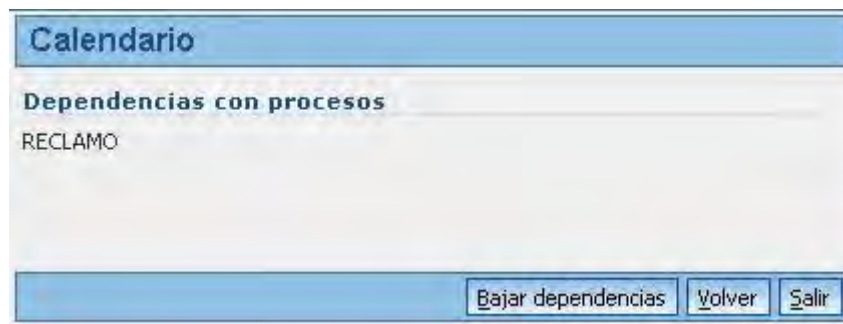 Calendario
Dependencias con procesos
RECLAMO
Bajar dependencias Volver Salir